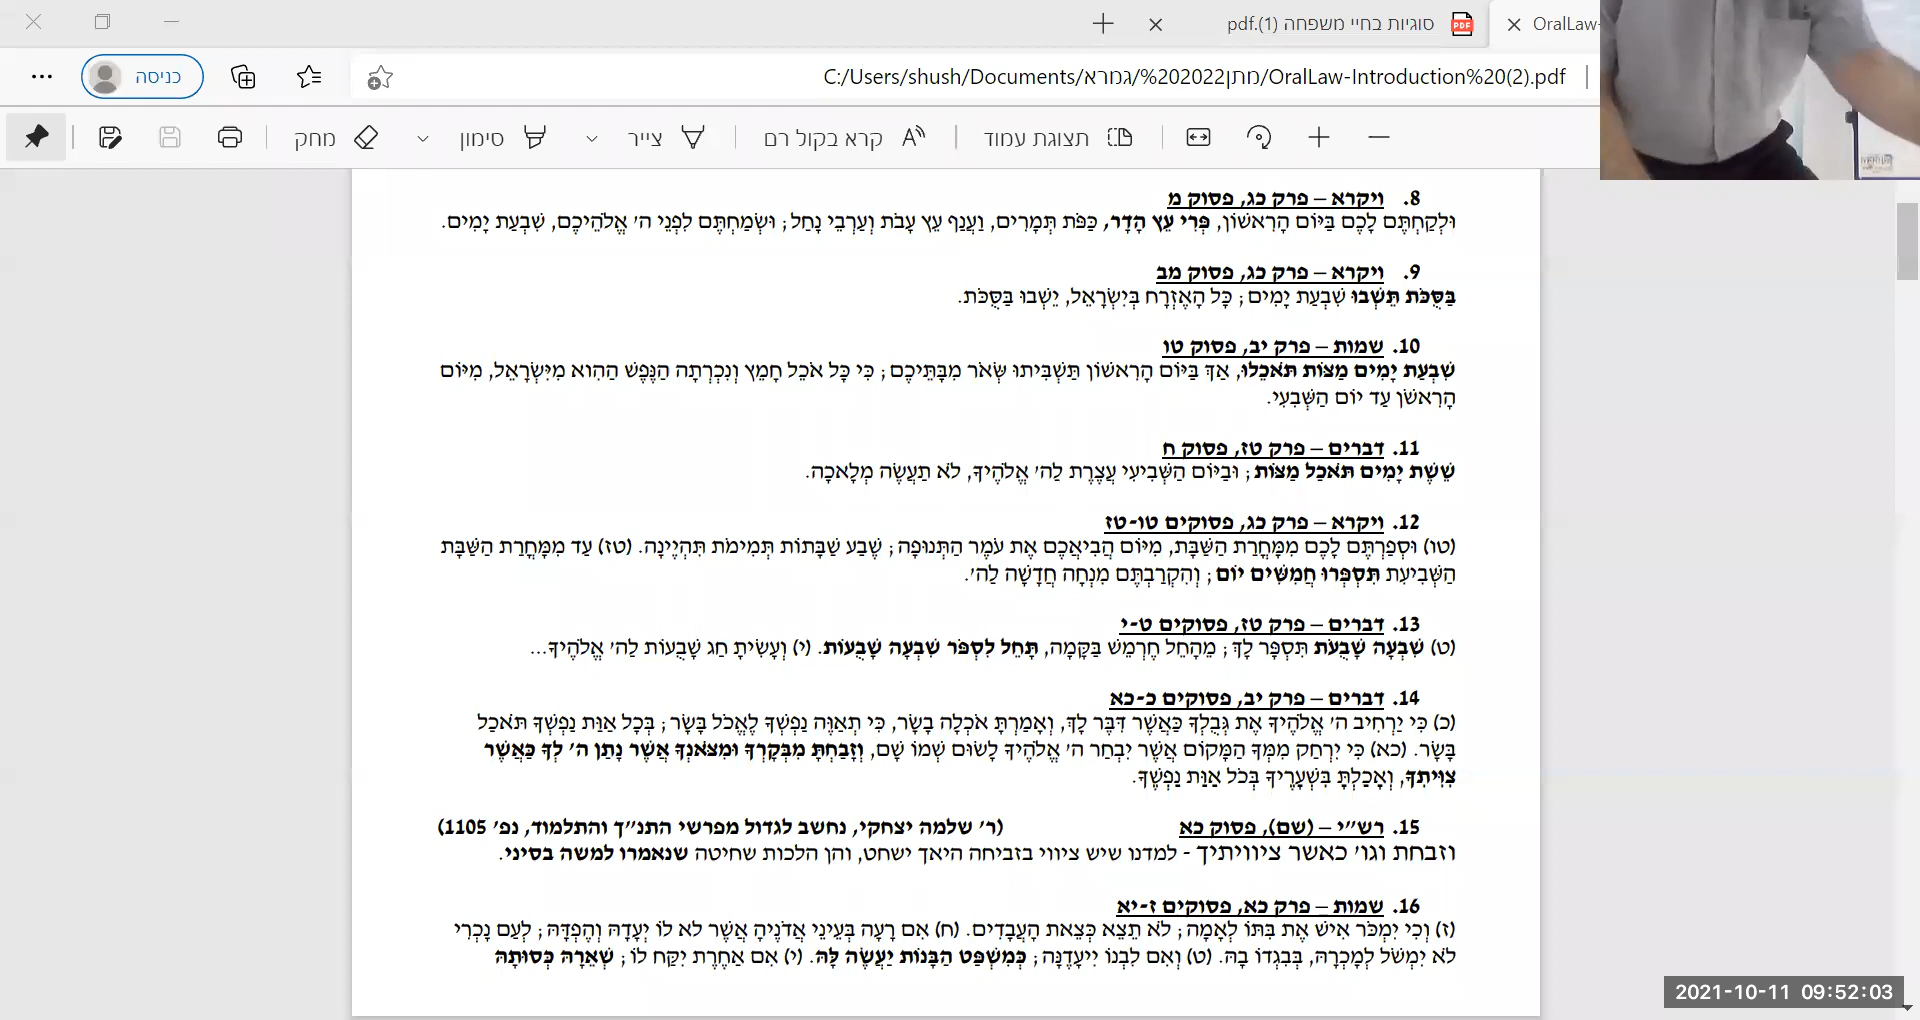 סוגיות בחיי משפחה (1).pdf
OralLaw-
כניסה
C:/Users/shush/Documents/גמרא/%202022מתן/OralLaw-Introduction%20(2).pdf
תצוגת עמוד
קרא בקול רם
צייר
סימון
מחק
8. ויקרא – פרק כג, פסוק מ
וּלְקַחְתֶּם לָכֶם בַּיּוֹם הָרִאשׁוֹן, פְּרִי עֵץ הָדָר, כַּפֹּת תְּמָרִים, וַעֲנַף עֵץ עָבֹת וְעַרְבֵי נָחַל; וּשְׂמַחְתֶּם לִפְנֵי ה' אֱלֹהֵיכֶם, שִׁבְעַת יָמִים.
9. ויקרא – פרק כג, פסוק מב
בַּסֻּכֹּת תֵּשְׁבוּ שִׁבְעַת יָמִים; כָּל הָאֶזְרָח בְּיִשְׂרָאֵל, יֵשְׁבוּ בַּסֻּכֹּת.
10. שמות – פרק יב, פסוק טו
שִׁבְעַת יָמִים מַצּוֹת תֹּאכֵלוּ, אַךְ בַּיּוֹם הָרִאשׁוֹן תַּשְׁבִּיתוּ שְּׂאֹר מִבָּתֵּיכֶם; כִּי כָּל אֹכֵל חָמֵץ וְנִכְרְתָה הַנֶּפֶשׁ הַהִוא מִיִּשְׂרָאֵל, מִיּוֹם
הָרִאשֹׁן עַד יוֹם הַשְּׁבִעִי.
11. דברים – פרק טז, פסוק ח
שֵׁשֶׁת יָמִים תֹּאכַל מַצּוֹת; וּבַיּוֹם הַשְּׁבִיעִי עֲצֶרֶת לַה' אֱלֹהֶיךָ, לֹא תַעֲשֶׂה מְלָאכָה.
12. ויקרא – פרק כג, פסוקים טו-טז
(טו) וּסְפַרְתֶּם לָכֶם מִמָּחֳרַת הַשַּׁבָּת, מִיּוֹם הֲבִיאֲכֶם אֶת עֹמֶר הַתְּנוּפָה; שֶׁבַע שַׁבָּתוֹת תְּמִימֹת תִּהְיֶינָה. (טז) עַד מִמָּחֳרַת הַשַּׁבָּת
הַשְּׁבִיעִת תִּסְפְּרוּ חֲמִשִּׁים יוֹם; וְהִקְרַבְתֶּם מִנְחָה חֲדָשָׁה לַה'.
13. דברים – פרק טז, פסוקים ט-י
(ט) שִׁבְעָה שָׁבֻעֹת תִּסְפָּר לָךְ; מֵהָחֵל חֶרְמֵשׁ בַּקָּמָה, תָּחֵל לִסְפֹּר שִׁבְעָה שָׁבֻעוֹת. (י) וְעָשִׂיתָ חַג שָׁבֻעוֹת לַה' אֱלֹהֶיךָ...
14. דברים – פרק יב, פסוקים כ-כא
(כ) כִּי יַרְחִיב ה' אֱלֹהֶיךָ אֶת גְּבֻלְךָ כַּאֲשֶׁר דִּבֶּר לָךְ, וְאָמַרְתָּ אֹכְלָה בָשָׂר, כִּי תְאַוֶּה נַפְשְׁךָ לֶאֱכֹל בָּשָׂר; בְּכָל אַוַּת נַפְשְׁךָ תֹּאכַל
בָּשָׂר. (כא) כִּי יִרְחַק מִמְּךָ הַמָּקוֹם אֲשֶׁר יִבְחַר ה' אֱלֹהֶיךָ לָשׂוּם שְׁמוֹ שָׁם, וְזָבַחְתָּ מִבְּקָרְךָ וּמִצֹּאנְךָ אֲשֶׁר נָתַן ה' לְךָ כַּאֲשֶׁר
צִוִּיתִךָ, וְאָכַלְתָּ בִּשְׁעָרֶיךָ בְּכֹל אַוַּת נַפְשֶׁךָ.
15. רש"י – (שם), פסוק כא (ר' שלמה יצחקי, נחשב לגדול מפרשי התנ"ך והתלמוד, נפ' 1105)
וזבחת וגו' כאשר ציוויתיך - למדנו שיש ציווי בזביחה היאך ישחט, והן הלכות שחיטה שנאמרו למשה בסיני.
16. שמות – פרק כא, פסוקים ז-יא
(ז) וְכִי יִמְכֹּר אִישׁ אֶת בִּתּוֹ לְאָמָה; לֹא תֵצֵא כְּצֵאת הָעֲבָדִים. (ח) אִם רָעָה בְּעֵינֵי אֲדֹנֶיהָ אֲשֶׁר לא לוֹ יְעָדָהּ וְהֶפְדָּהּ; לְעַם נָכְרִי
לֹא יִמְשֹׁל לְמָכְרָהּ, בְּבִגְדוֹ בָהּ. (ט) וְאִם לִבְנוֹ יִיעָדֶנָּה; כְּמִשְׁפַּט הַבָּנוֹת יַעֲשֶׂה לָּהּ. (י) אִם אַחֶרֶת יִקַּח לוֹ; שְׁאֵרָהּ כְּסוּתָהּ
2021-10-11 09:52:03